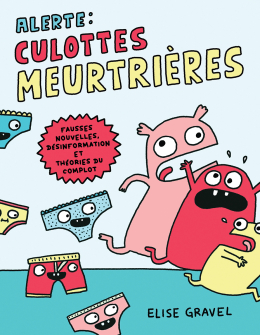 ALERTE:
CULOTTES
MEURTRIÈRES
FAUSSES
NOUVELLES,
DÉSINFORMATION
ET
THÉORIES DU
COMPLOT
ELISE GRAVEL